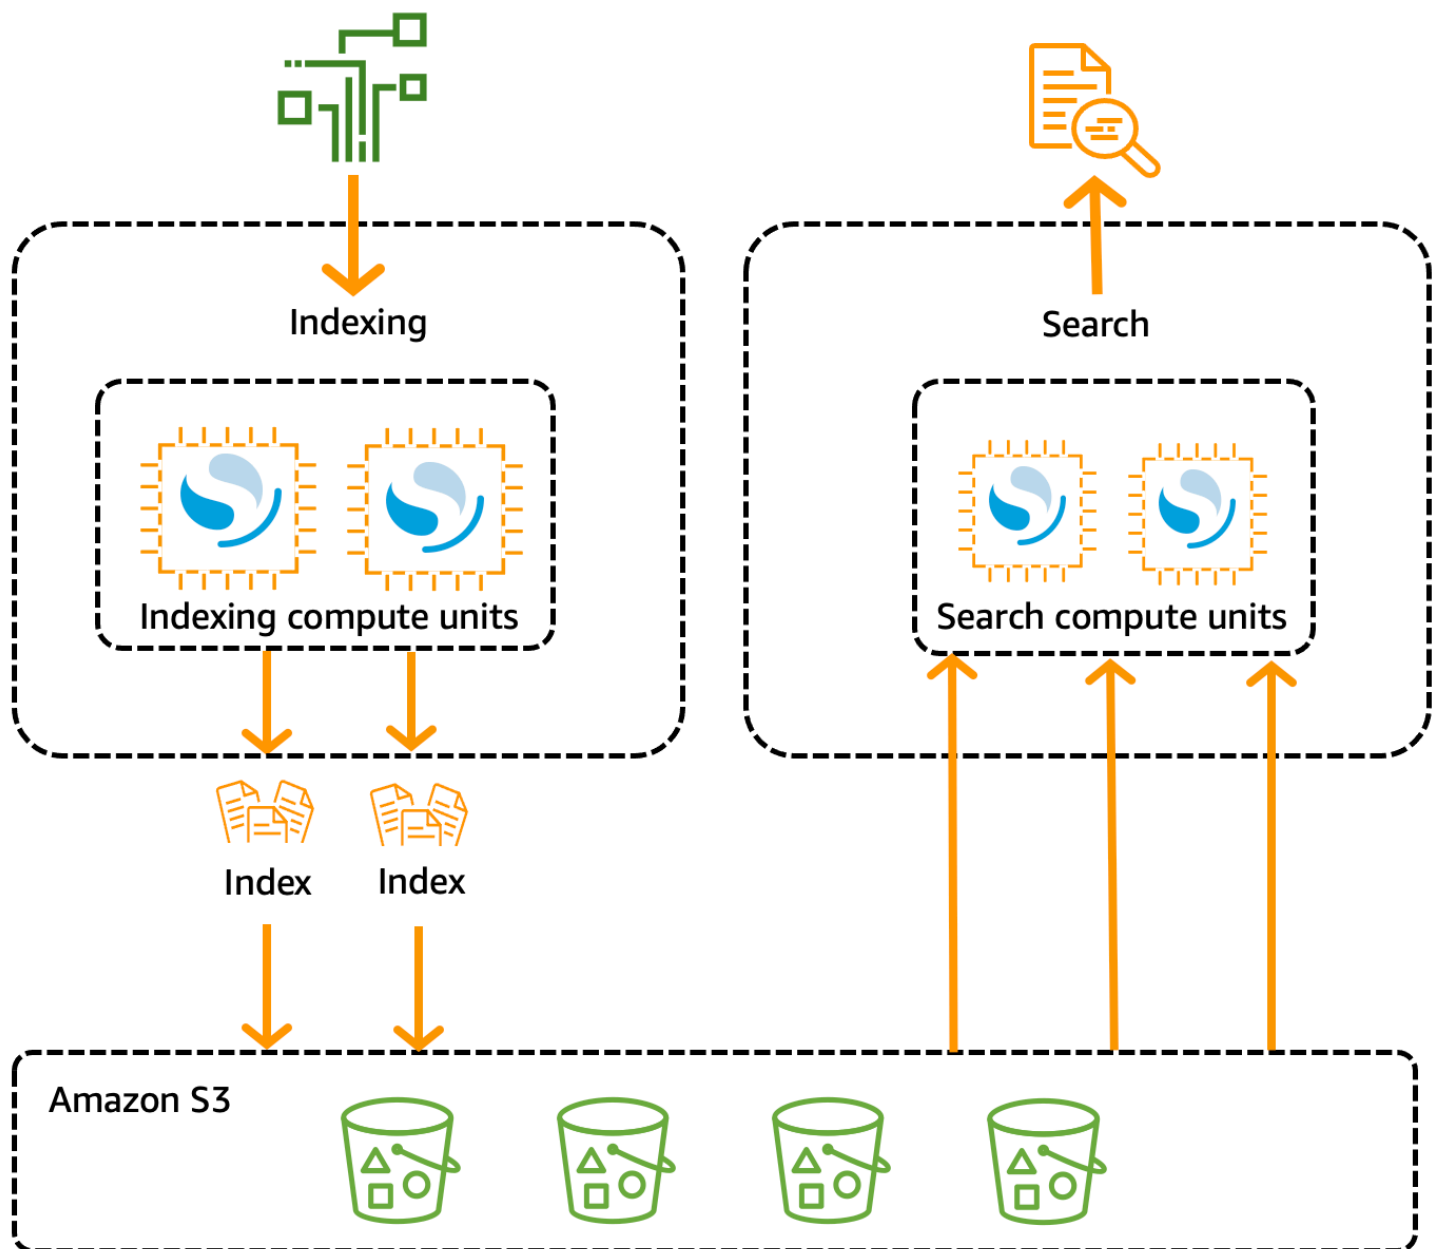 Indexing
Search
Indexing compute units
Search compute units
Index
Index
Amazon S3